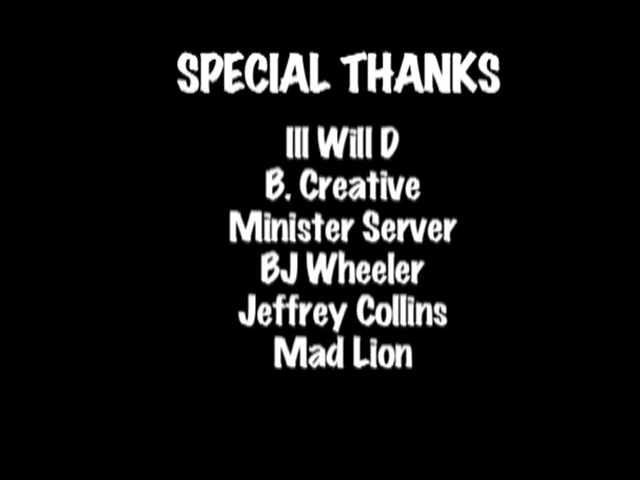 SPECIAL THANKS
Ill Will D
B. Creative
Minister Server
BJ Wheeler
Jeffrey Collins
Mad Lion